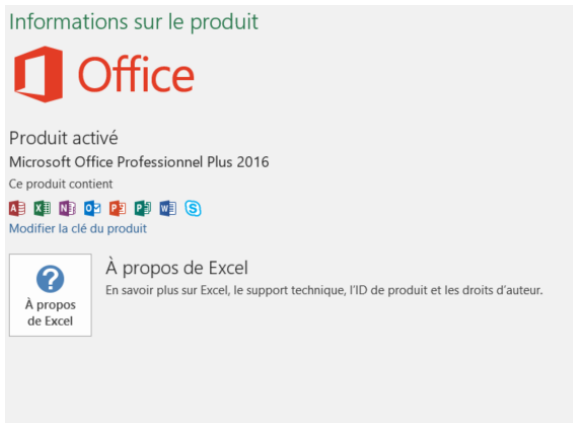 Informations sur le produit
Office
Produit activé
Microsoft Office Professionnel Plus 2016
Ce produit contient
A X N O P P W S
Modifier la clé du produit
?
À propos de Excel
À propos de Excel
En savoir plus sur Excel, le support technique, l'ID de produit et les droits d'auteur.